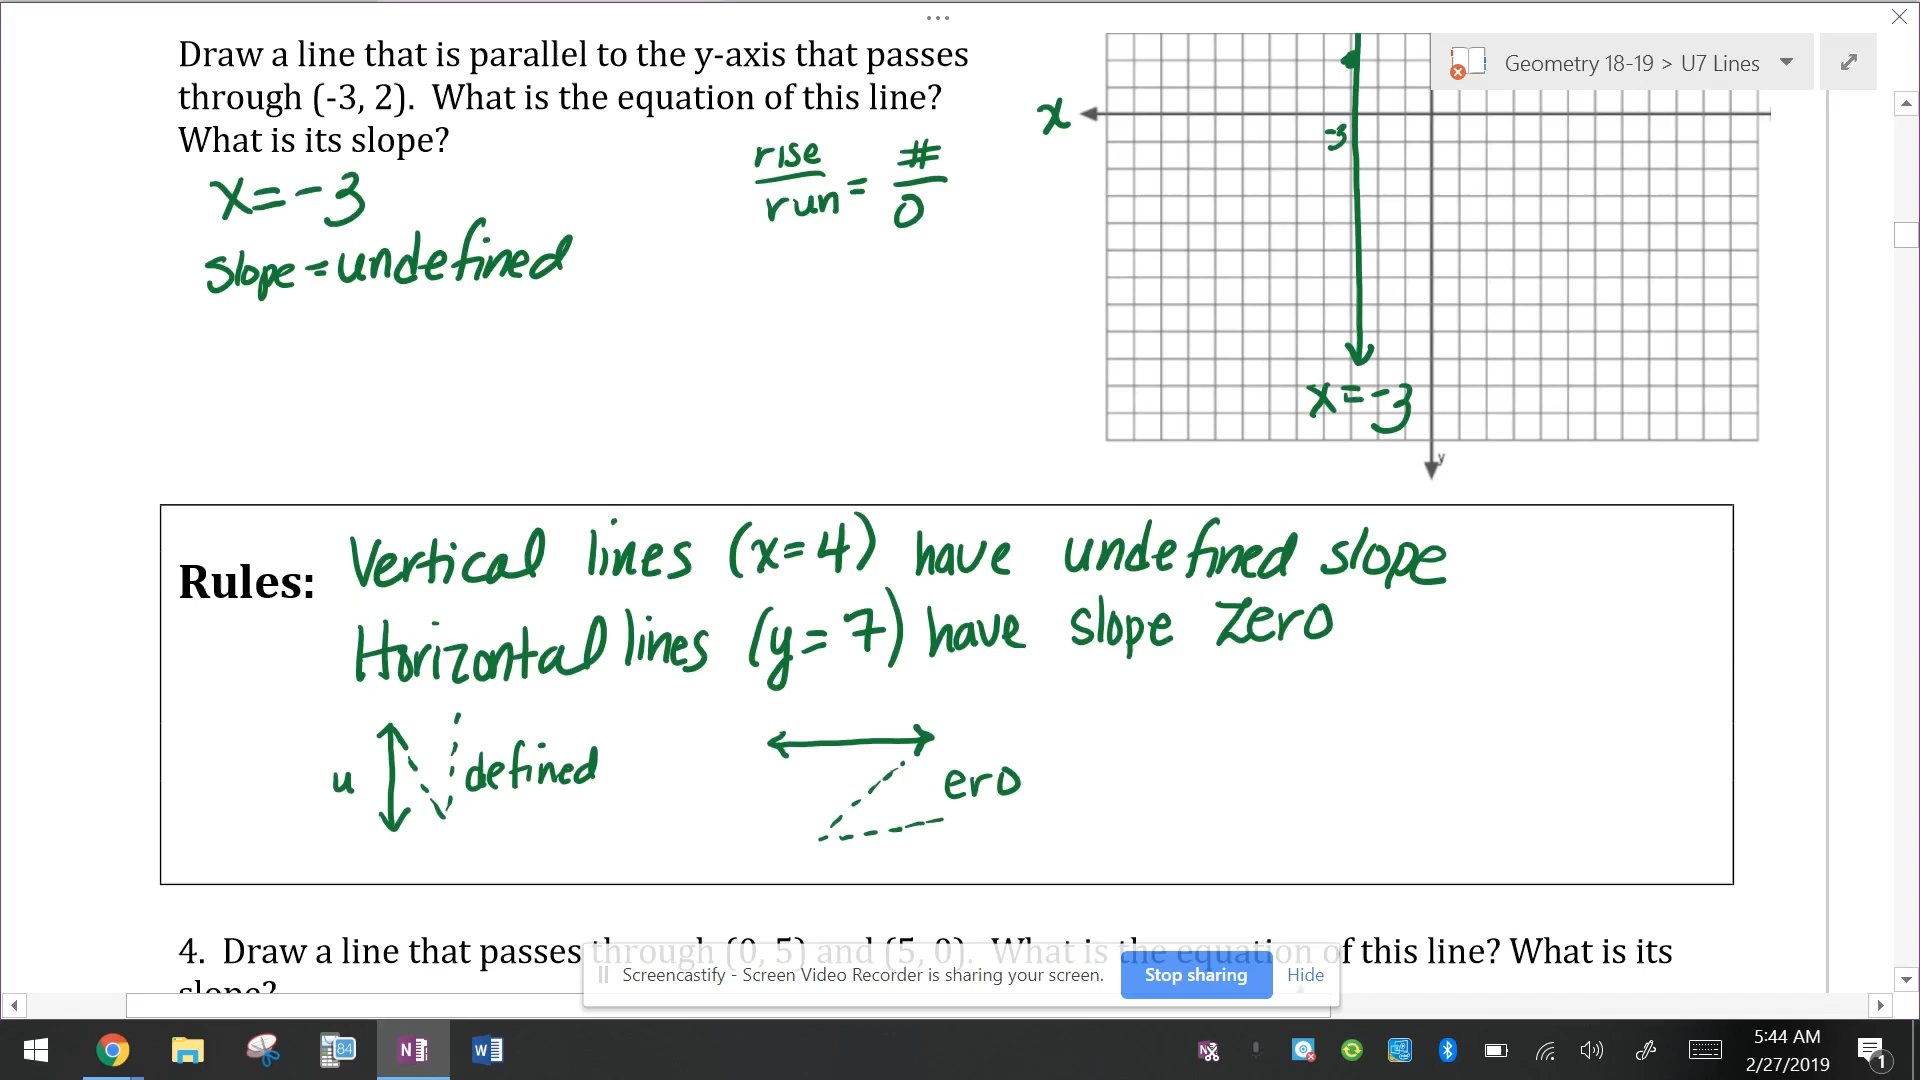 Draw a line that is parallel to the y-axis that passes
through (-3, 2). What is the equation of this line?
What is its slope?
x=-3
slope=undefined
rise
run
=
#
0
x
-3
x=-3
y
Geometry 18-19 > U7 Lines
Rules:
Vertical lines (x=4) have undefined slope
Horizontal lines (y=7) have slope zero
u defined
ero
4. Draw a line that passes through (0, 5) and (5, 0). What is the equation of this line? What is its
slope?
Screencastify - Screen Video Recorder is sharing your screen.
Stop sharing
Hide
84
N
W
5:44 AM
2/27/2019
1